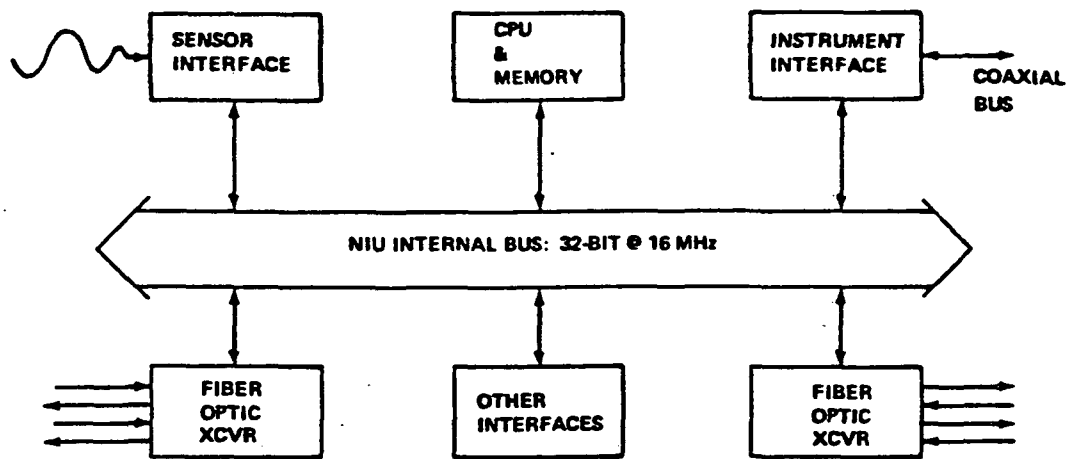 SENSOR
INTERFACE
CPU
&
MEMORY
INSTRUMENT
INTERFACE
COAXIAL
BUS
NIU INTERNAL BUS: 32-BIT @ 16 MHz
FIBER
OPTIC
XCVR
OTHER
INTERFACES
FIBER
OPTIC
XCVR